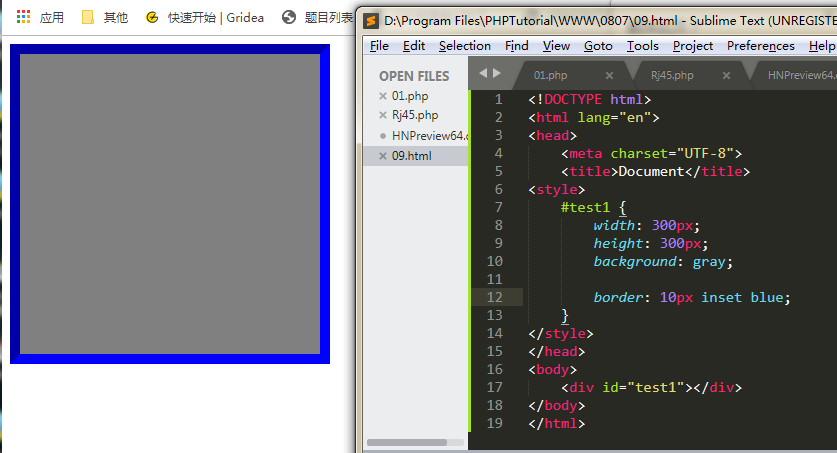 应用
其他
快速开始 | Gridea
题目列表
D:\Program Files\PHPTutorial\WWW\0807\09.html - Sublime Text (UNREGISTE
File Edit Selection Find View Goto Tools Project Preferences Help
OPEN FILES
01.php
Rj45.php
HNPreview64.c
09.html
01.php
Rj45.php
HNPreview64.
1 <!DOCTYPE html>
2 <html lang="en">
3 <head>
4 <meta charset="UTF-8">
5 <title>Document</title>
6 <style>
7 #test1 {
8 width: 300px;
9 height: 300px;
10 background: gray;
11
12 border: 10px inset blue;
13 }
14 </style>
15 </head>
16 <body>
17 <div id="test1"></div>
18 </body>
19 </html>